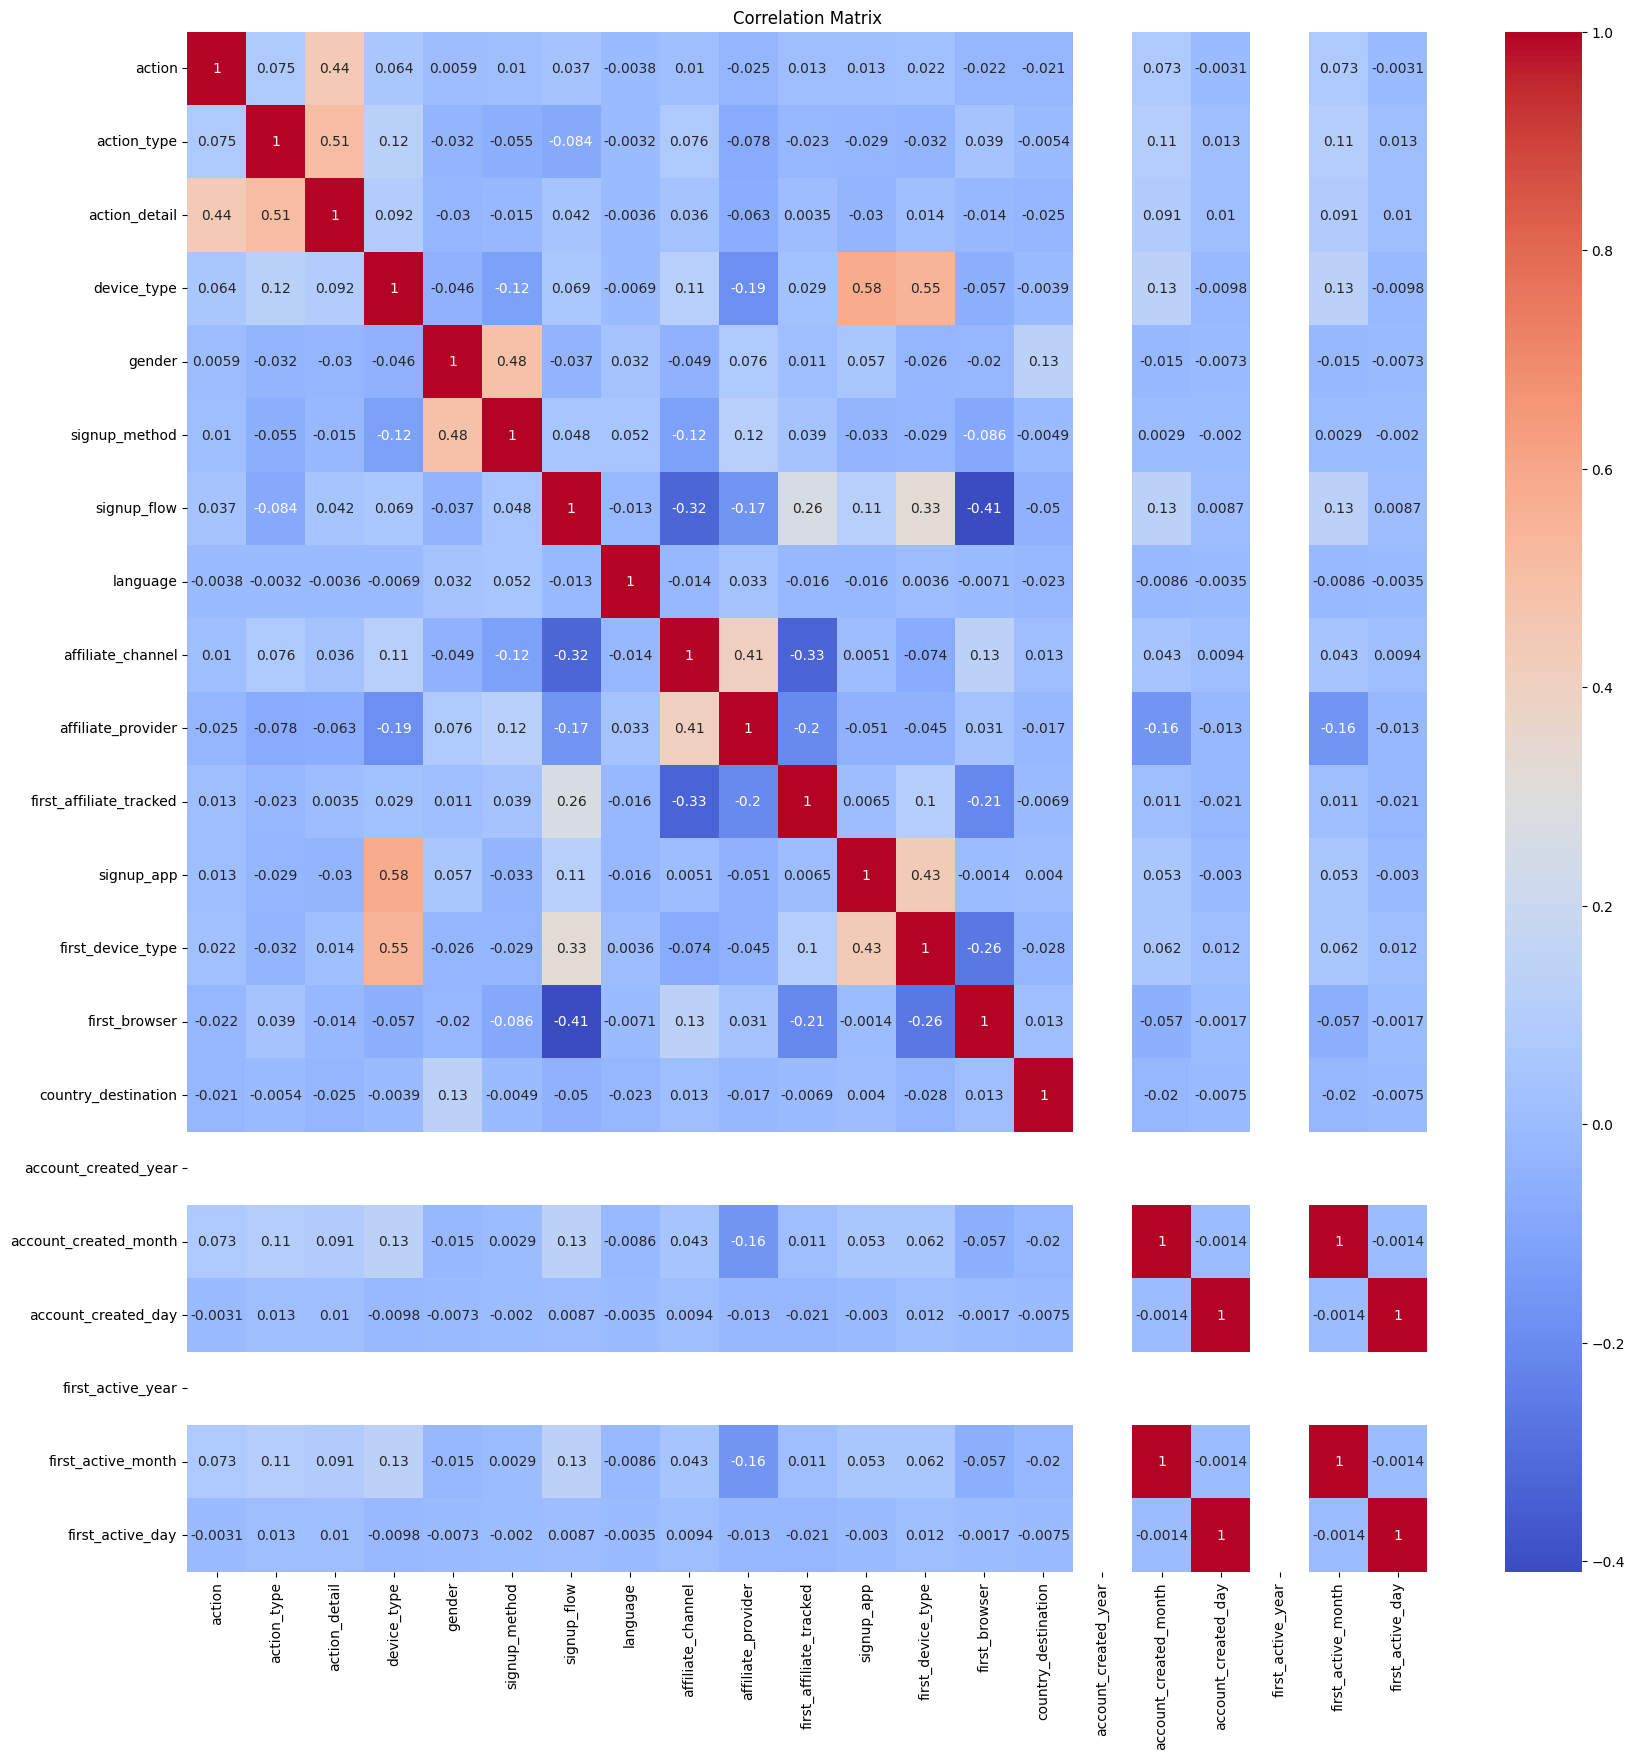 Correlation Matrix
action 1 0.075 0.44 0.064 0.0059 0.01 0.037 -0.0038 0.01 -0.025 0.013 0.013 0.022 -0.022 -0.021 0.073 -0.0031 0.073 -0.0031
action_type 0.075 1 0.51 0.12 -0.032 -0.055 -0.084 -0.0032 0.076 -0.078 -0.023 -0.029 -0.032 0.039 -0.0054 0.11 0.013 0.11 0.013
action_detail 0.44 0.51 1 0.092 -0.03 -0.015 0.042 -0.0036 0.036 -0.063 0.0035 -0.03 0.014 -0.014 -0.025 0.091 0.01 0.091 0.01
device_type 0.064 0.12 0.092 1 -0.046 -0.12 0.069 -0.0069 0.11 -0.19 0.029 0.58 0.55 -0.057 -0.0039 0.13 -0.0098 0.13 -0.0098
gender 0.0059 -0.032 -0.03 -0.046 1 0.48 -0.037 0.032 -0.049 0.076 0.011 0.057 -0.026 -0.02 0.13 -0.015 -0.0073 -0.015 -0.0073
signup_method 0.01 -0.055 -0.015 -0.12 0.48 1 0.048 0.052 -0.12 0.12 0.039 -0.033 -0.029 -0.086 -0.0049 0.0029 -0.002 0.0029 -0.002
signup_flow 0.037 -0.084 0.042 0.069 -0.037 0.048 1 -0.013 -0.32 -0.17 0.26 0.11 0.33 -0.41 -0.05 0.13 0.0087 0.13 0.0087
language -0.0038 -0.0032 -0.0036 -0.0069 0.032 0.052 -0.013 1 -0.014 0.033 -0.016 -0.016 0.0036 -0.0071 -0.023 -0.0086 -0.0035 -0.0086 -0.0035
affiliate_channel 0.01 0.076 0.036 0.11 -0.049 -0.12 -0.32 -0.014 1 0.41 -0.33 0.0051 -0.074 0.13 0.013 0.043 0.0094 0.043 0.0094
affiliate_provider -0.025 -0.078 -0.063 -0.19 0.076 0.12 -0.17 0.033 0.41 1 -0.2 -0.051 -0.045 0.031 -0.017 -0.16 -0.013 -0.16 -0.013
first_affiliate_tracked 0.013 -0.023 0.0035 0.029 0.011 0.039 0.26 -0.016 -0.33 -0.2 1 0.0065 0.1 -0.21 -0.0069 0.011 -0.021 0.011 -0.021
signup_app 0.013 -0.029 -0.03 0.58 0.057 -0.033 0.11 -0.016 0.0051 -0.051 0.0065 1 0.43 -0.0014 0.004 0.053 -0.003 0.053 -0.003
first_device_type 0.022 -0.032 0.014 0.55 -0.026 -0.029 0.33 0.0036 -0.074 -0.045 0.1 0.43 1 -0.26 -0.028 0.062 0.012 0.062 0.012
first_browser -0.022 0.039 -0.014 -0.057 -0.02 -0.086 -0.41 -0.0071 0.13 0.031 -0.21 -0.0014 -0.26 1 0.013 -0.057 -0.0017 -0.057 -0.0017
country_destination -0.021 -0.0054 -0.025 -0.0039 0.13 -0.0049 -0.05 -0.023 0.013 -0.017 -0.0069 0.004 -0.028 0.013 1 -0.02 -0.0075 -0.02 -0.0075
account_created_year
account_created_month 0.073 0.11 0.091 0.13 -0.015 0.0029 0.13 -0.0086 0.043 -0.16 0.011 0.053 0.062 -0.057 -0.02 1 -0.0014 1 -0.0014
account_created_day -0.0031 0.013 0.01 -0.0098 -0.0073 -0.002 0.0087 -0.0035 0.0094 -0.013 -0.021 -0.003 0.012 -0.0017 -0.0075 -0.0014 1 -0.0014 1
first_active_year
first_active_month 0.073 0.11 0.091 0.13 -0.015 0.0029 0.13 -0.0086 0.043 -0.16 0.011 0.053 0.062 -0.057 -0.02 1 -0.0014 1 -0.0014
first_active_day -0.0031 0.013 0.01 -0.0098 -0.0073 -0.002 0.0087 -0.0035 0.0094 -0.013 -0.021 -0.003 0.012 -0.0017 -0.0075 -0.0014 1 -0.0014 1
action
action_type
action_detail
device_type
gender
signup_method
signup_flow
language
affiliate_channel
affiliate_provider
first_affiliate_tracked
signup_app
first_device_type
first_browser
country_destination
account_created_year
account_created_month
account_created_day
first_active_year
first_active_month
first_active_day
1.0
0.8
0.6
0.4
0.2
0.0
−0.2
−0.4